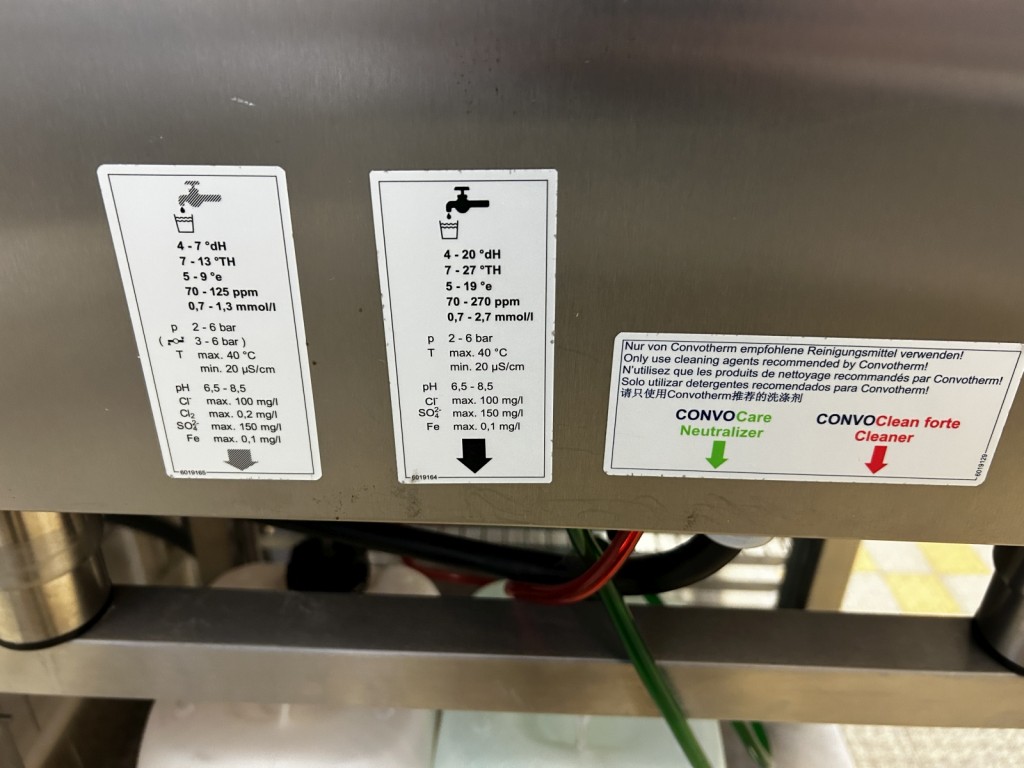 4 - 7 °dH
7 - 13 °TH
5 - 9 °e
70 - 125 ppm
0,7 - 1,3 mmol/l
p 2 - 6 bar
( 3 - 6 bar )
T max. 40 °C
min. 20 µS/cm
pH 6,5 - 8,5
Cl⁻ max. 100 mg/l
Cl₂ max. 0,2 mg/l
SO₄²⁻ max. 150 mg/l
Fe max. 0,1 mg/l
6019165
4 - 20 °dH
7 - 27 °TH
5 - 19 °e
70 - 270 ppm
0,7 - 2,7 mmol/l
p 2 - 6 bar
T max. 40 °C
min. 20 µS/cm
pH 6,5 - 8,5
Cl⁻ max. 100 mg/l
SO₄²⁻ max. 150 mg/l
Fe max. 0,1 mg/l
6019164
Nur von Convotherm empfohlene Reinigungsmittel verwenden!
Only use cleaning agents recommended by Convotherm!
N'utilisez que les produits de nettoyage recommandés par Convotherm!
Solo utilizar detergentes recomendados para Convotherm!
请只使用Convotherm推荐的洗涤剂
CONVOCare
Neutralizer
CONVOClean forte
Cleaner
6019129